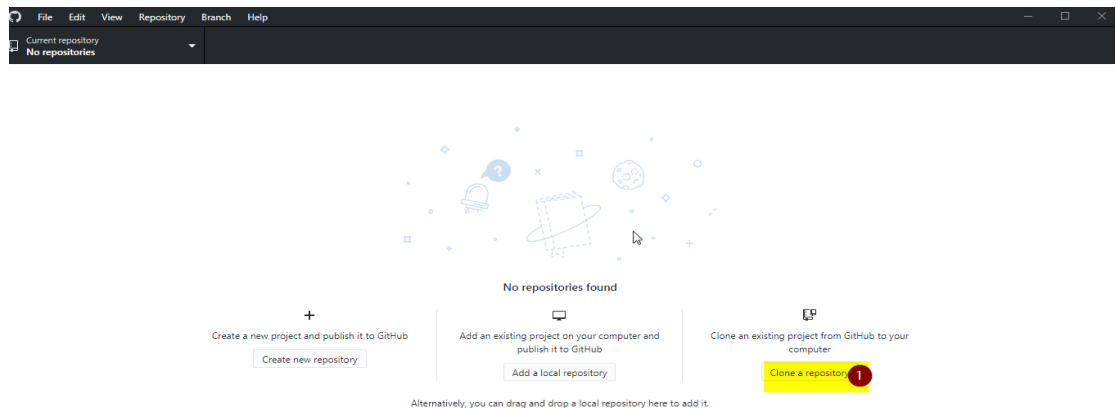 File Edit View Repository Branch Help
Current repository
No repositories
?
No repositories found
Create a new project and publish it to GitHub
Create new repository
Add an existing project on your computer and
publish it to GitHub
Add a local repository
Clone an existing project from GitHub to your
computer
Clone a repository
1
Alternatively, you can drag and drop a local repository here to add it.